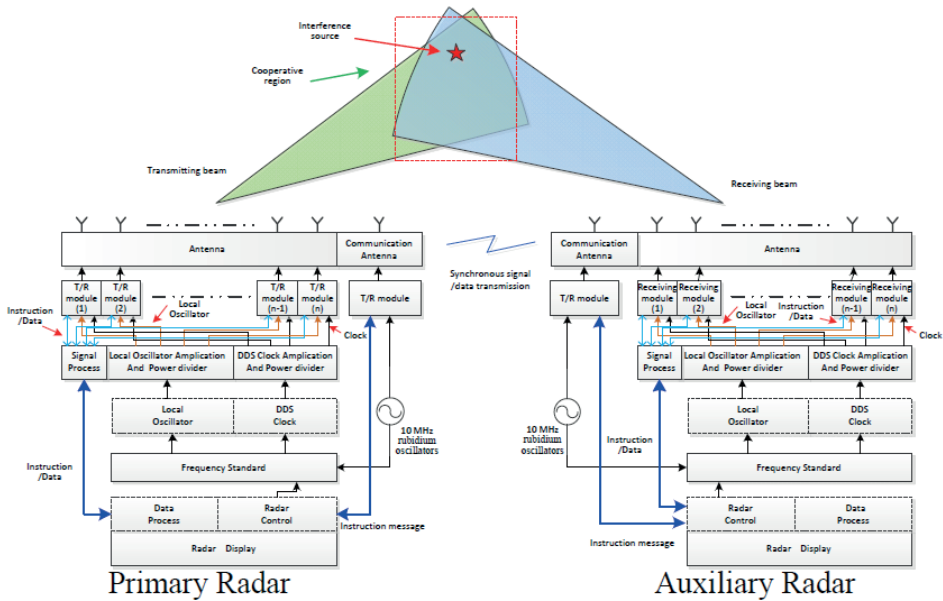 Interference
source
Cooperative
region
Transmitting beam
Receiving beam
Antenna
Communication
Antenna
Synchronous signal
/data transmission
Communication
Antenna
Antenna
T/R
module
(1)
T/R
module
(2)
Local
Oscillator
T/R
module
(n-1)
T/R
module
(n)
T/R module
Instruction
/Data
Clock
Signal
Process
Local Oscillator Amplication
And Power divider
DDS Clock Amplication
And Power divider
Local
Oscillator
DDS
Clock
10 MHz
rubidium
oscillators
Frequency Standard
Instruction
/Data
Data
Process
Radar
Control
Instruction message
Radar Display
Primary Radar
T/R module
Receiving
module
(1)
Receiving
module
(2)
Local
Oscillator
Instruction
/Data
Receiving
module
(n-1)
Receiving
module
(n)
Clock
Signal
Process
Local Oscillator Amplication
And Power divider
DDS Clock Amplication
And Power divider
Local
Oscillator
DDS
Clock
10 MHz
rubidium
oscillators
Instruction
/Data
Frequency Standard
Radar
Control
Data
Process
Instruction message
Radar Display
Auxiliary Radar